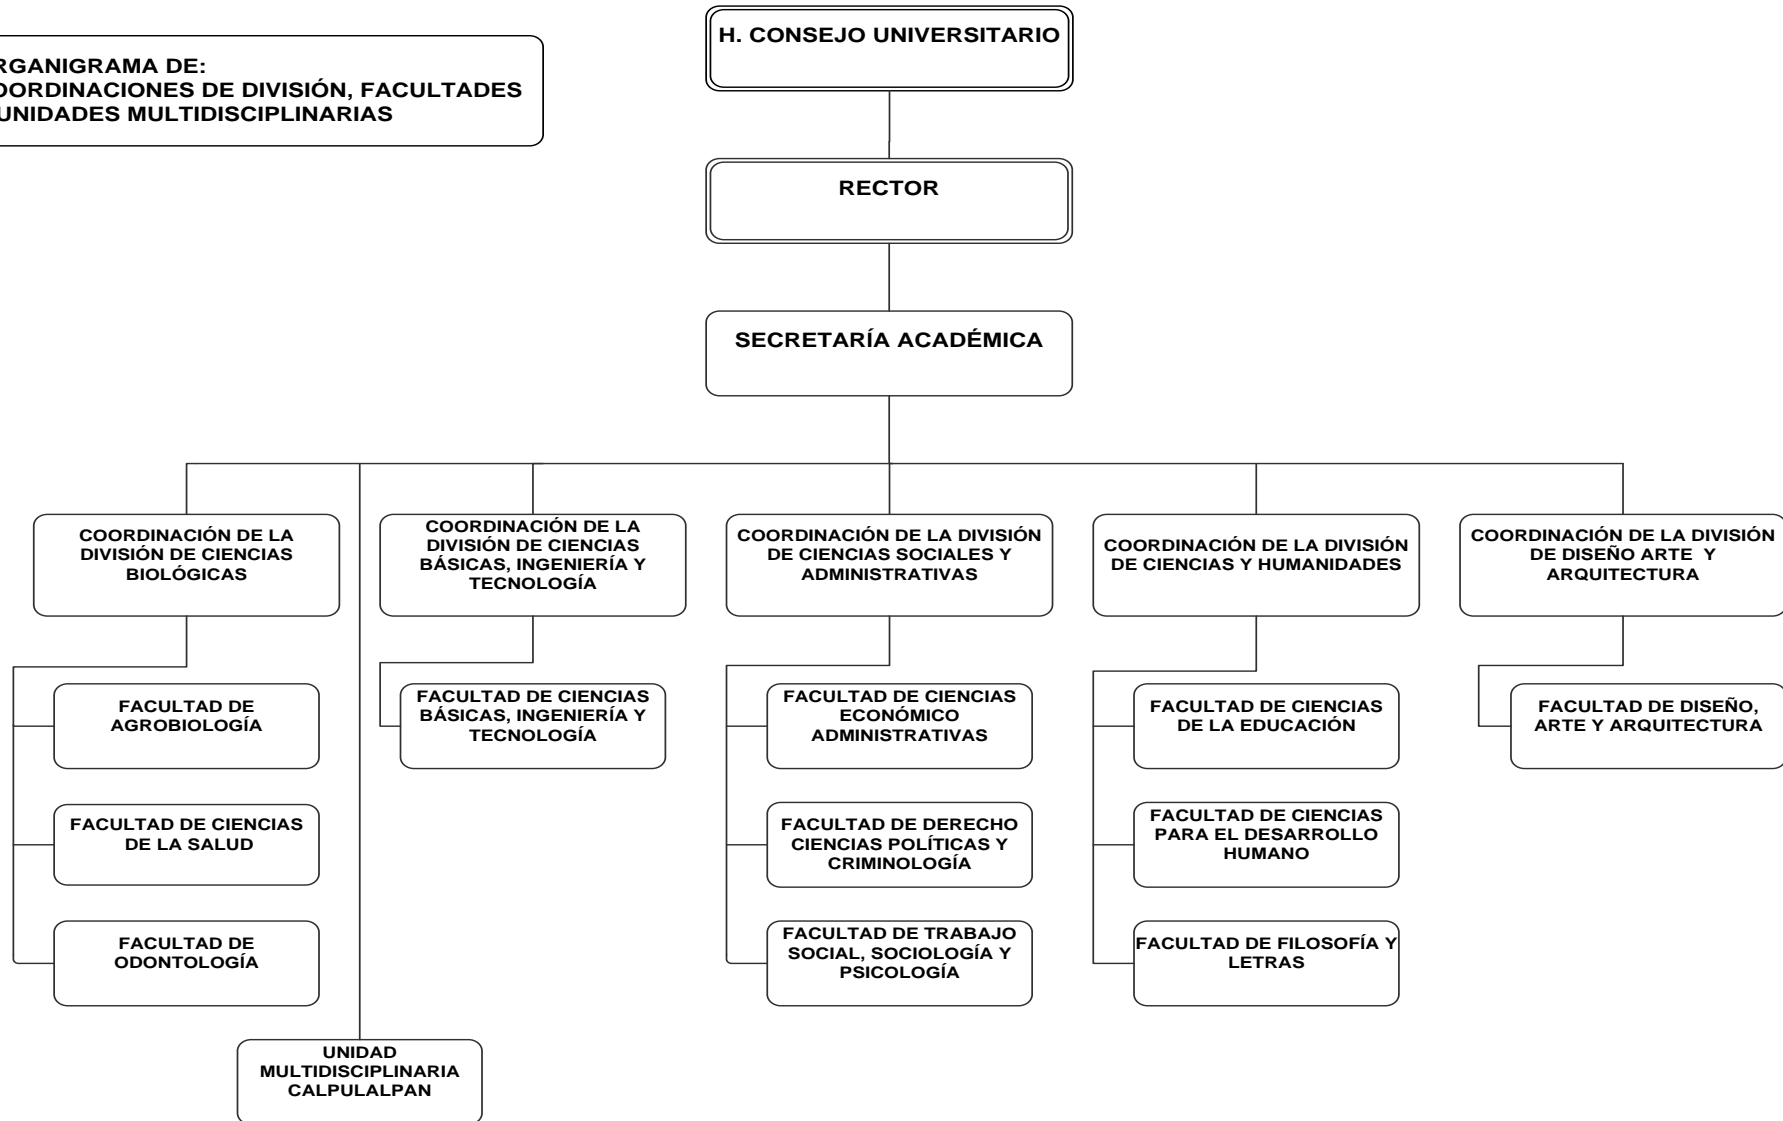 H. CONSEJO UNIVERSITARIO
RGANIGRAMA DE:
OORDINACIONES DE DIVISIÓN, FACULTADES
UNIDADES MULTIDISCIPLINARIAS
RECTOR
SECRETARÍA ACADÉMICA
COORDINACIÓN DE LA
DIVISIÓN DE CIENCIAS
BIOLÓGICAS
COORDINACIÓN DE LA
DIVISIÓN DE CIENCIAS
BÁSICAS, INGENIERÍA Y
TECNOLOGÍA
COORDINACIÓN DE LA DIVISIÓN
DE CIENCIAS SOCIALES Y
ADMINISTRATIVAS
COORDINACIÓN DE LA DIVISIÓN
DE CIENCIAS Y HUMANIDADES
COORDINACIÓN DE LA DIVISIÓN
DE DISEÑO ARTE Y
ARQUITECTURA
FACULTAD DE
AGROBIOLOGÍA
FACULTAD DE CIENCIAS
BÁSICAS, INGENIERÍA Y
TECNOLOGÍA
FACULTAD DE CIENCIAS
ECONÓMICO
ADMINISTRATIVAS
FACULTAD DE CIENCIAS
DE LA EDUCACIÓN
FACULTAD DE DISEÑO,
ARTE Y ARQUITECTURA
FACULTAD DE CIENCIAS
DE LA SALUD
FACULTAD DE DERECHO
CIENCIAS POLÍTICAS Y
CRIMINOLOGÍA
FACULTAD DE CIENCIAS
PARA EL DESARROLLO
HUMANO
FACULTAD DE
ODONTOLOGÍA
FACULTAD DE TRABAJO
SOCIAL, SOCIOLOGÍA Y
PSICOLOGÍA
FACULTAD DE FILOSOFÍA Y
LETRAS
UNIDAD
MULTIDISCIPLINARIA
CALPULALPAN